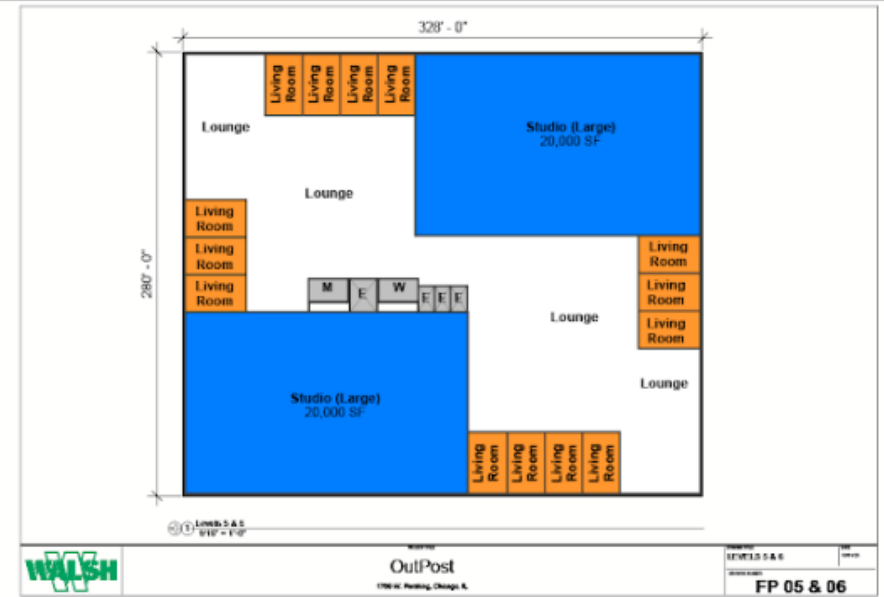 328' - 0"
280' - 0"
Living Room
Living Room
Living Room
Living Room
Studio (Large)
20,000 SF
Lounge
Lounge
Living
Room
Living
Room
Living
Room
Living
Room
Living
Room
Living
Room
M
E
W
E
E
E
Lounge
Lounge
Studio (Large)
20,000 SF
Living Room
Living Room
Living Room
Living Room
1
WALSH
OutPost
LEVELS 5 & 6
FP 05 & 06